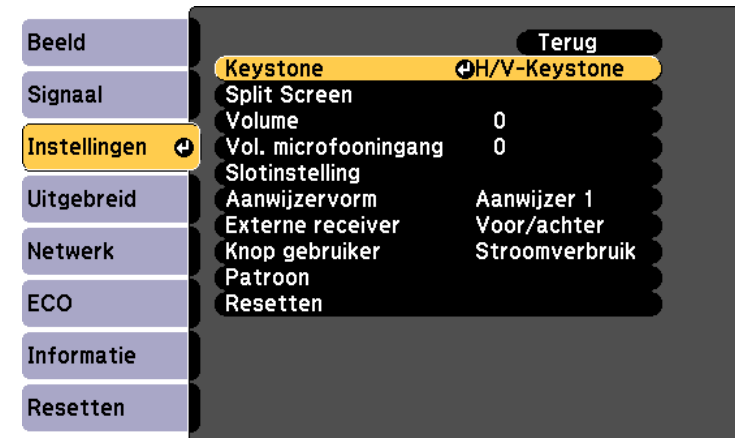 Beeld
Signaal
Instellingen
Uitgebreid
Netwerk
ECO
Informatie
Resetten
Terug
Keystone H/V-Keystone
Split Screen
Volume 0
Vol. microfooningang 0
Slotinstelling
Aanwijzervorm Aanwijzer 1
Externe receiver Voor/achter
Knop gebruiker Stroomverbruik
Patroon
Resetten